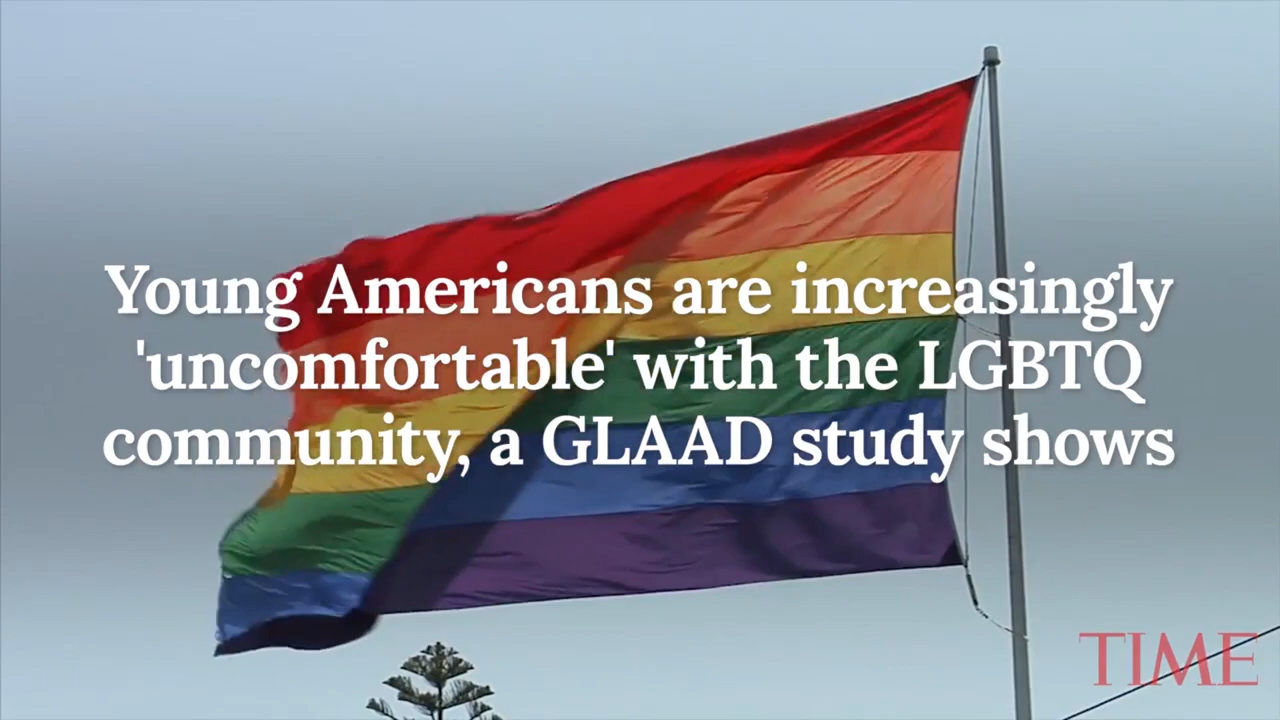 Young Americans are increasingly
'uncomfortable' with the LGBTQ
community, a GLAAD study shows
TIME